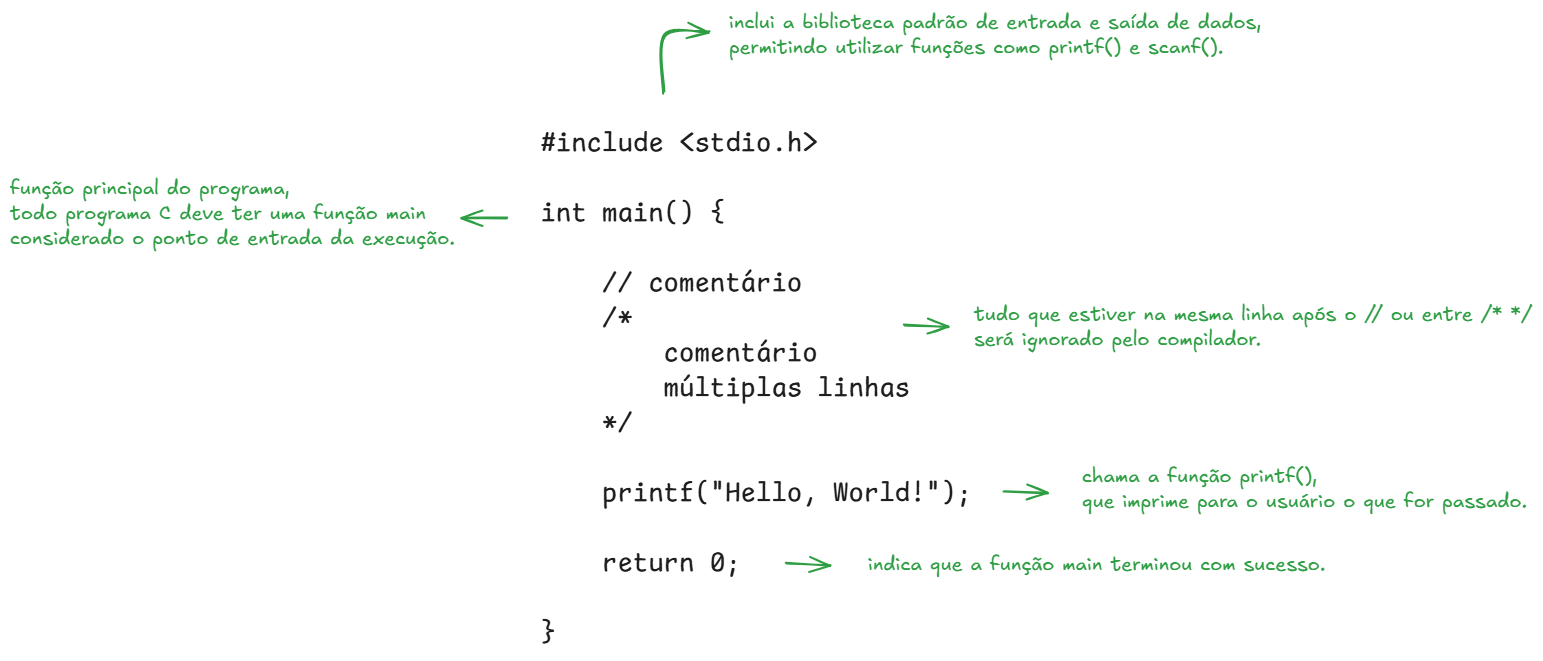 inclui a biblioteca padrão de entrada e saída de dados,
permitindo utilizar funções como printf() e scanf().
#include <stdio.h>
função principal do programa,
todo programa C deve ter uma função main
considerado o ponto de entrada da execução.
int main() {
// comentário
/*
comentário
múltiplas linhas
*/
tudo que estiver na mesma linha após o // ou entre /* */
será ignorado pelo compilador.
printf("Hello, World!");
chama a função printf(),
que imprime para o usuário o que for passado.
return 0;
indica que a função main terminou com sucesso.
}